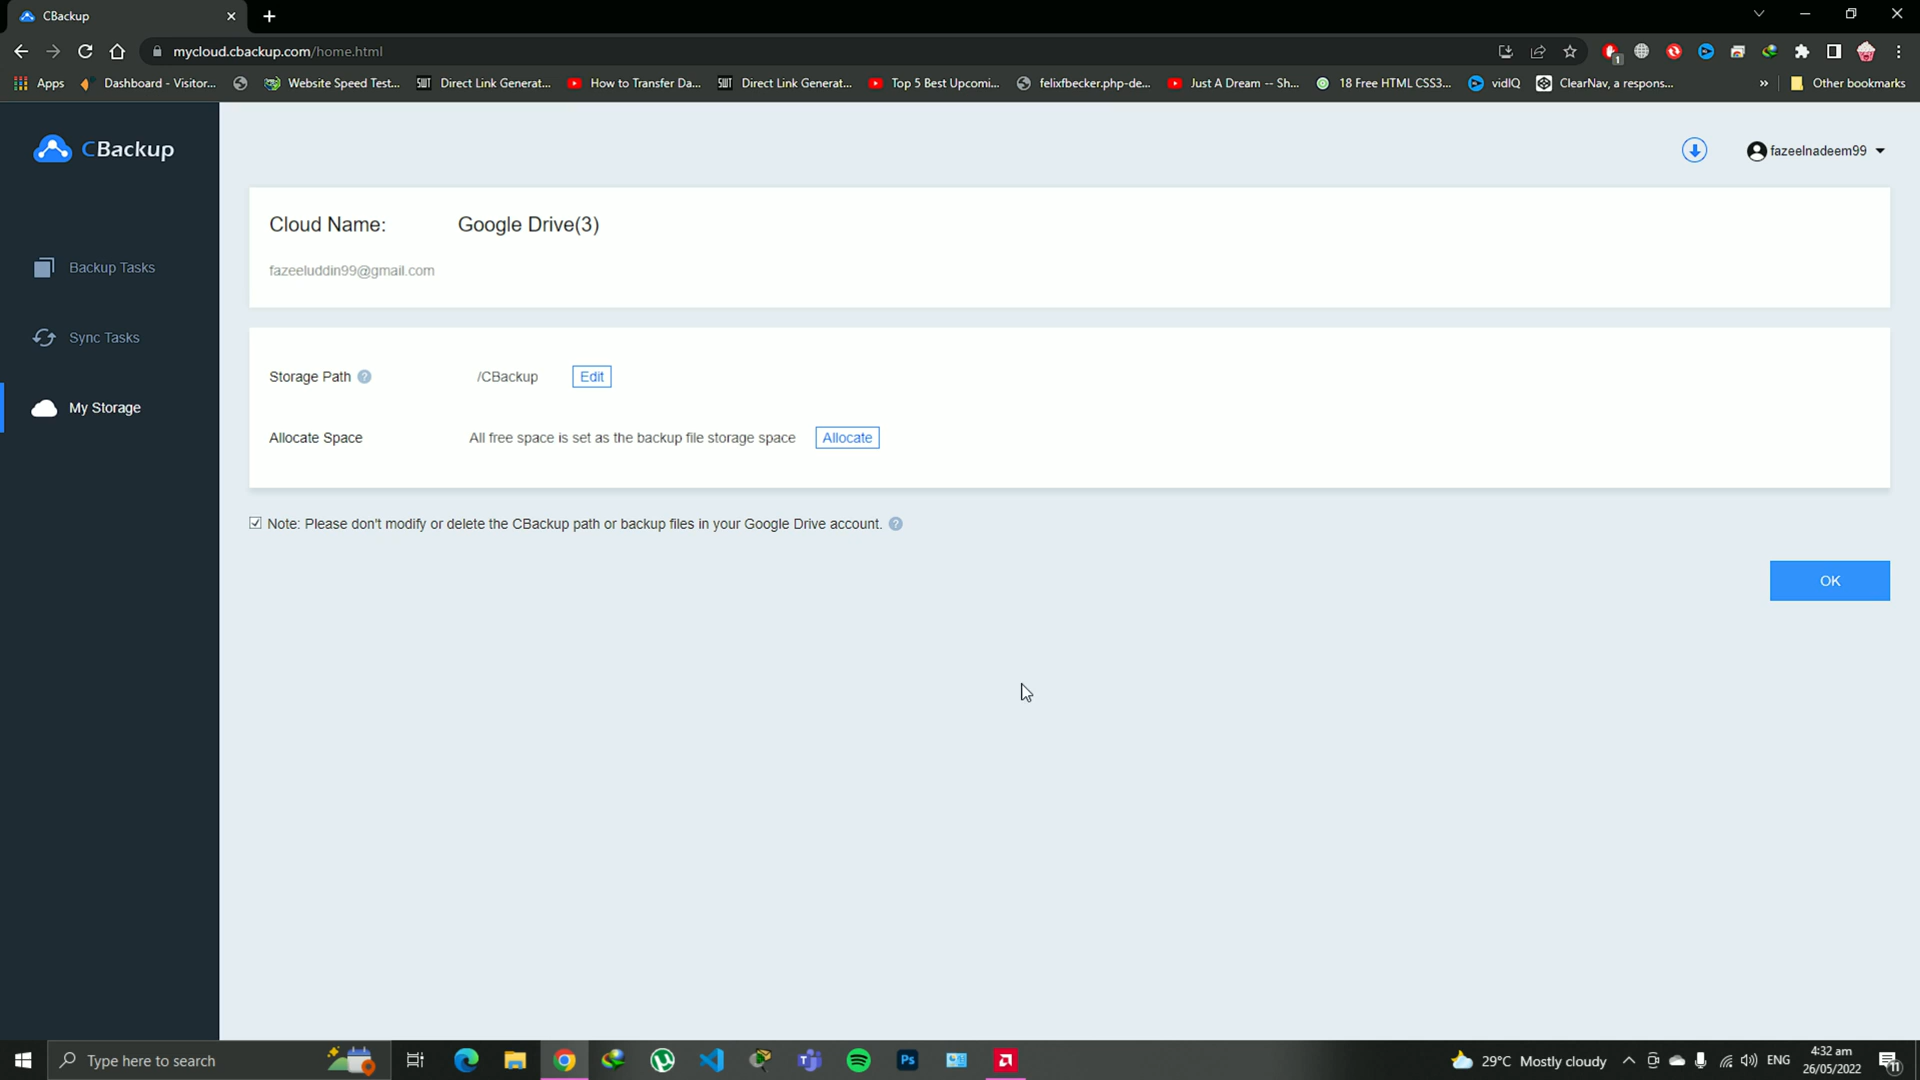 CBackup
mycloud.cbackup.com/home.html
1
Apps
Dashboard - Visitor...
Website Speed Test...
Direct Link Generat...
How to Transfer Da...
Direct Link Generat...
Top 5 Best Upcomi...
felixfbecker.php-de...
Just A Dream -- Sh...
18 Free HTML CSS3...
vidIQ
ClearNav, a respons...
»
Other bookmarks
CBackup
fazeelnadeem99
Cloud Name: Google Drive(3)
fazeeluddin99@gmail.com
Backup Tasks
Sync Tasks
My Storage
Storage Path ? /CBackup Edit
Allocate Space All free space is set as the backup file storage space Allocate
Note: Please don't modify or delete the CBackup path or backup files in your Google Drive account. ?
OK
Type here to search
Ps
29°C Mostly cloudy
ENG
4:32 am
26/05/2022
11